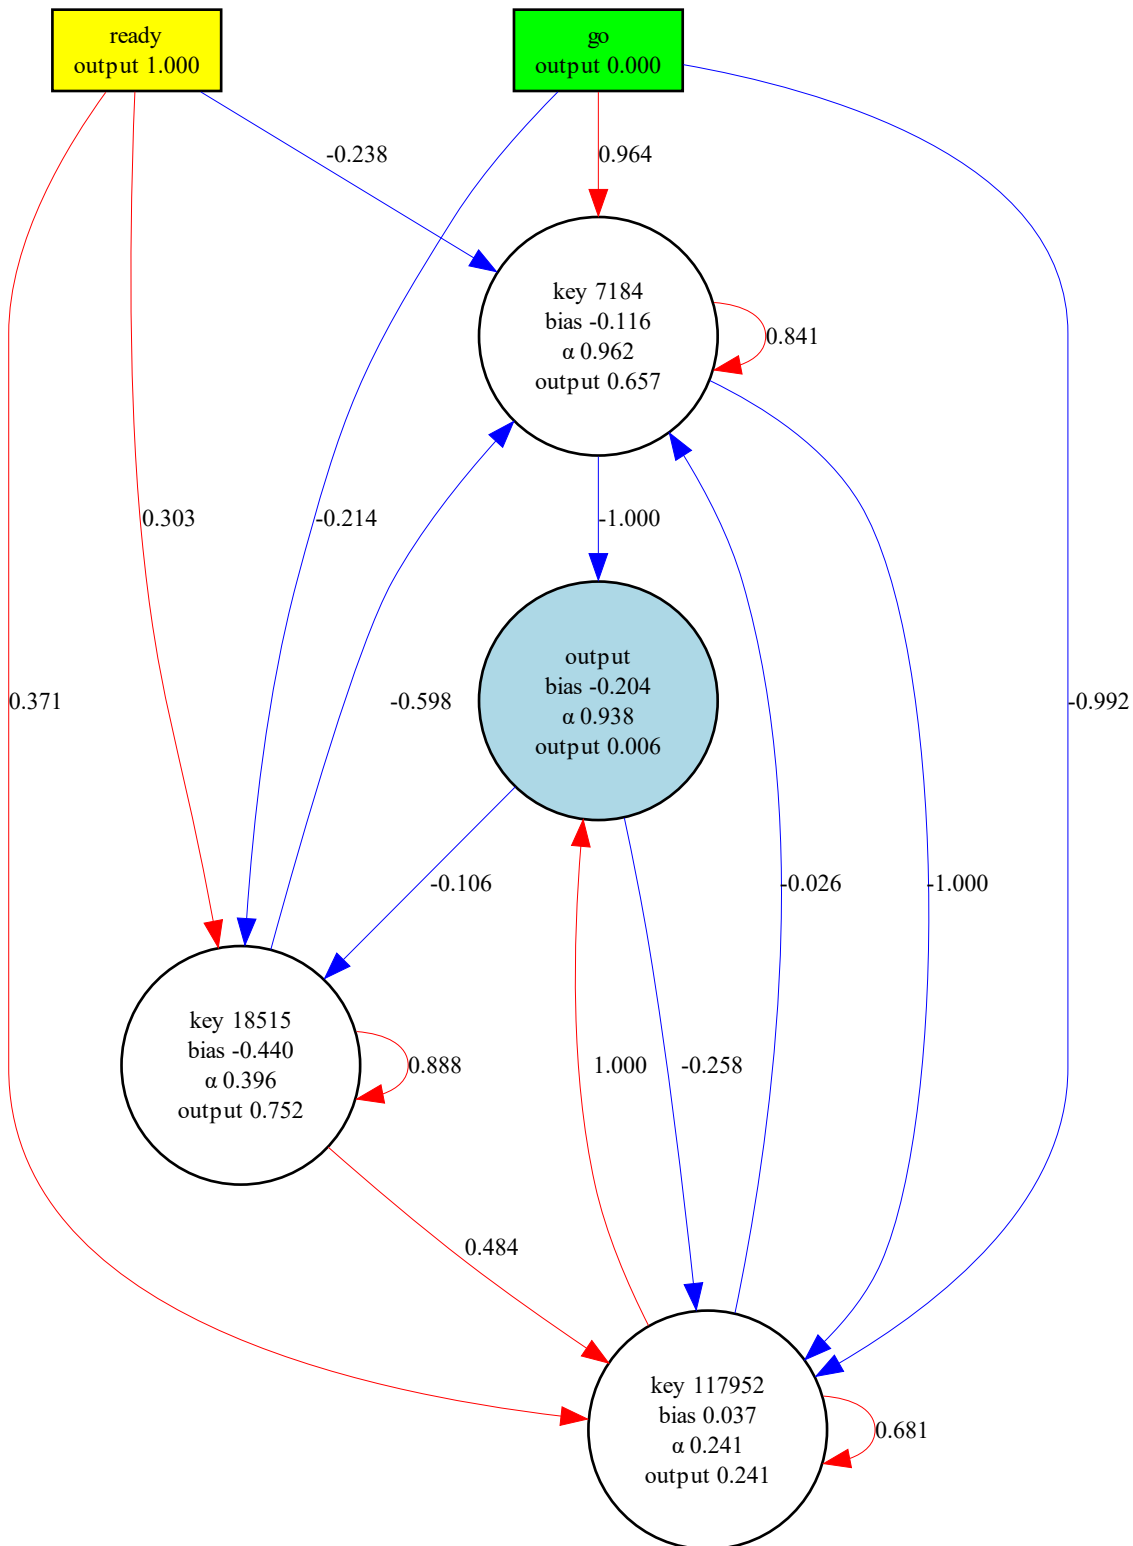 ready
output 1.000
go
output 0.000
-0.238
0.964
key 7184
bias -0.116
α 0.962
output 0.657
0.841
0.303
-0.214
-1.000
output
bias -0.204
α 0.938
output 0.006
0.371
-0.598
-0.992
-0.106
-0.026
-1.000
key 18515
bias -0.440
α 0.396
output 0.752
0.888
1.000
-0.258
0.484
key 117952
bias 0.037
α 0.241
output 0.241
0.681